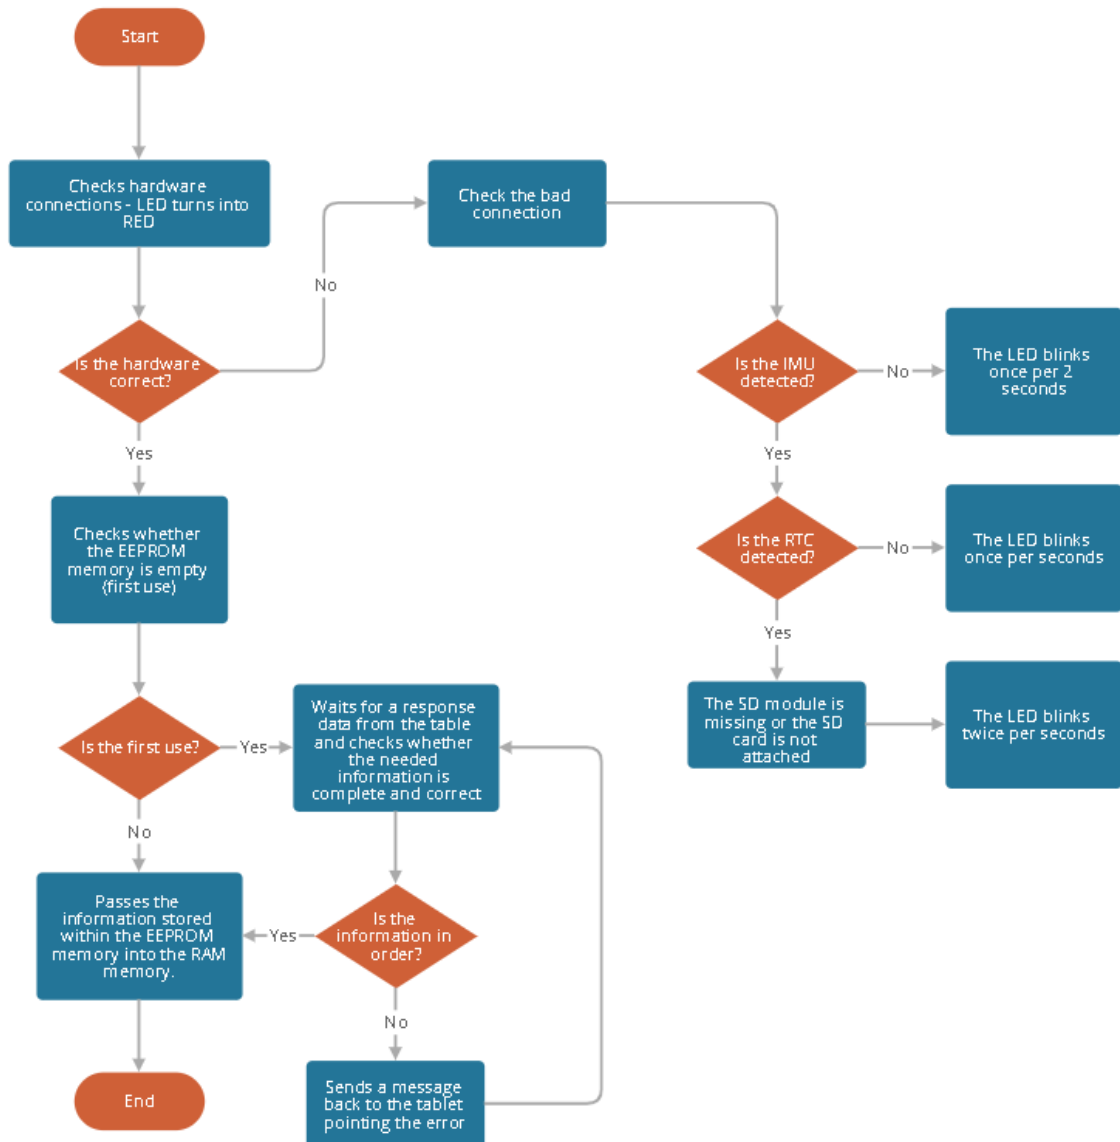 Start
Checks hardware
connections - LED turns into
RED
Check the bad
connection
No
Is the hardware
correct?
Is the IMU
detected?
No
The LED blinks
once per 2
seconds
Yes
Yes
Checks whether
the EEPROM
memory is empty
(first use)
Is the RTC
detected?
No
The LED blinks
once per seconds
Yes
Is the first use?
Yes
Waits for a response
data from the table
and checks whether
the needed
information is
complete and correct
The SD module is
missing or the SD
card is not
attached
The LED blinks
twice per seconds
No
Passes the
information stored
within the EEPROM
memory into the RAM
memory.
Yes
Is the
information in
order?
No
End
Sends a message
back to the tablet
pointing the error